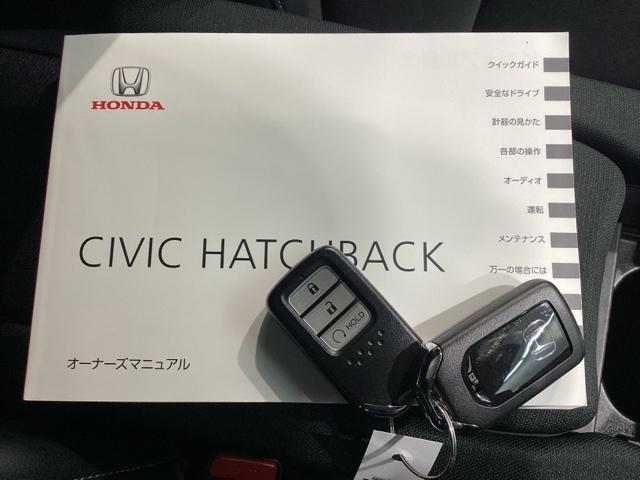 HONDA
クイックガイド
安全なドライブ
計器の見かた
各部の操作
オーディオ
運転
メンテナンス
万一の場合には
CIVIC HATCHBACK
オーナーズマニュアル
HOLD